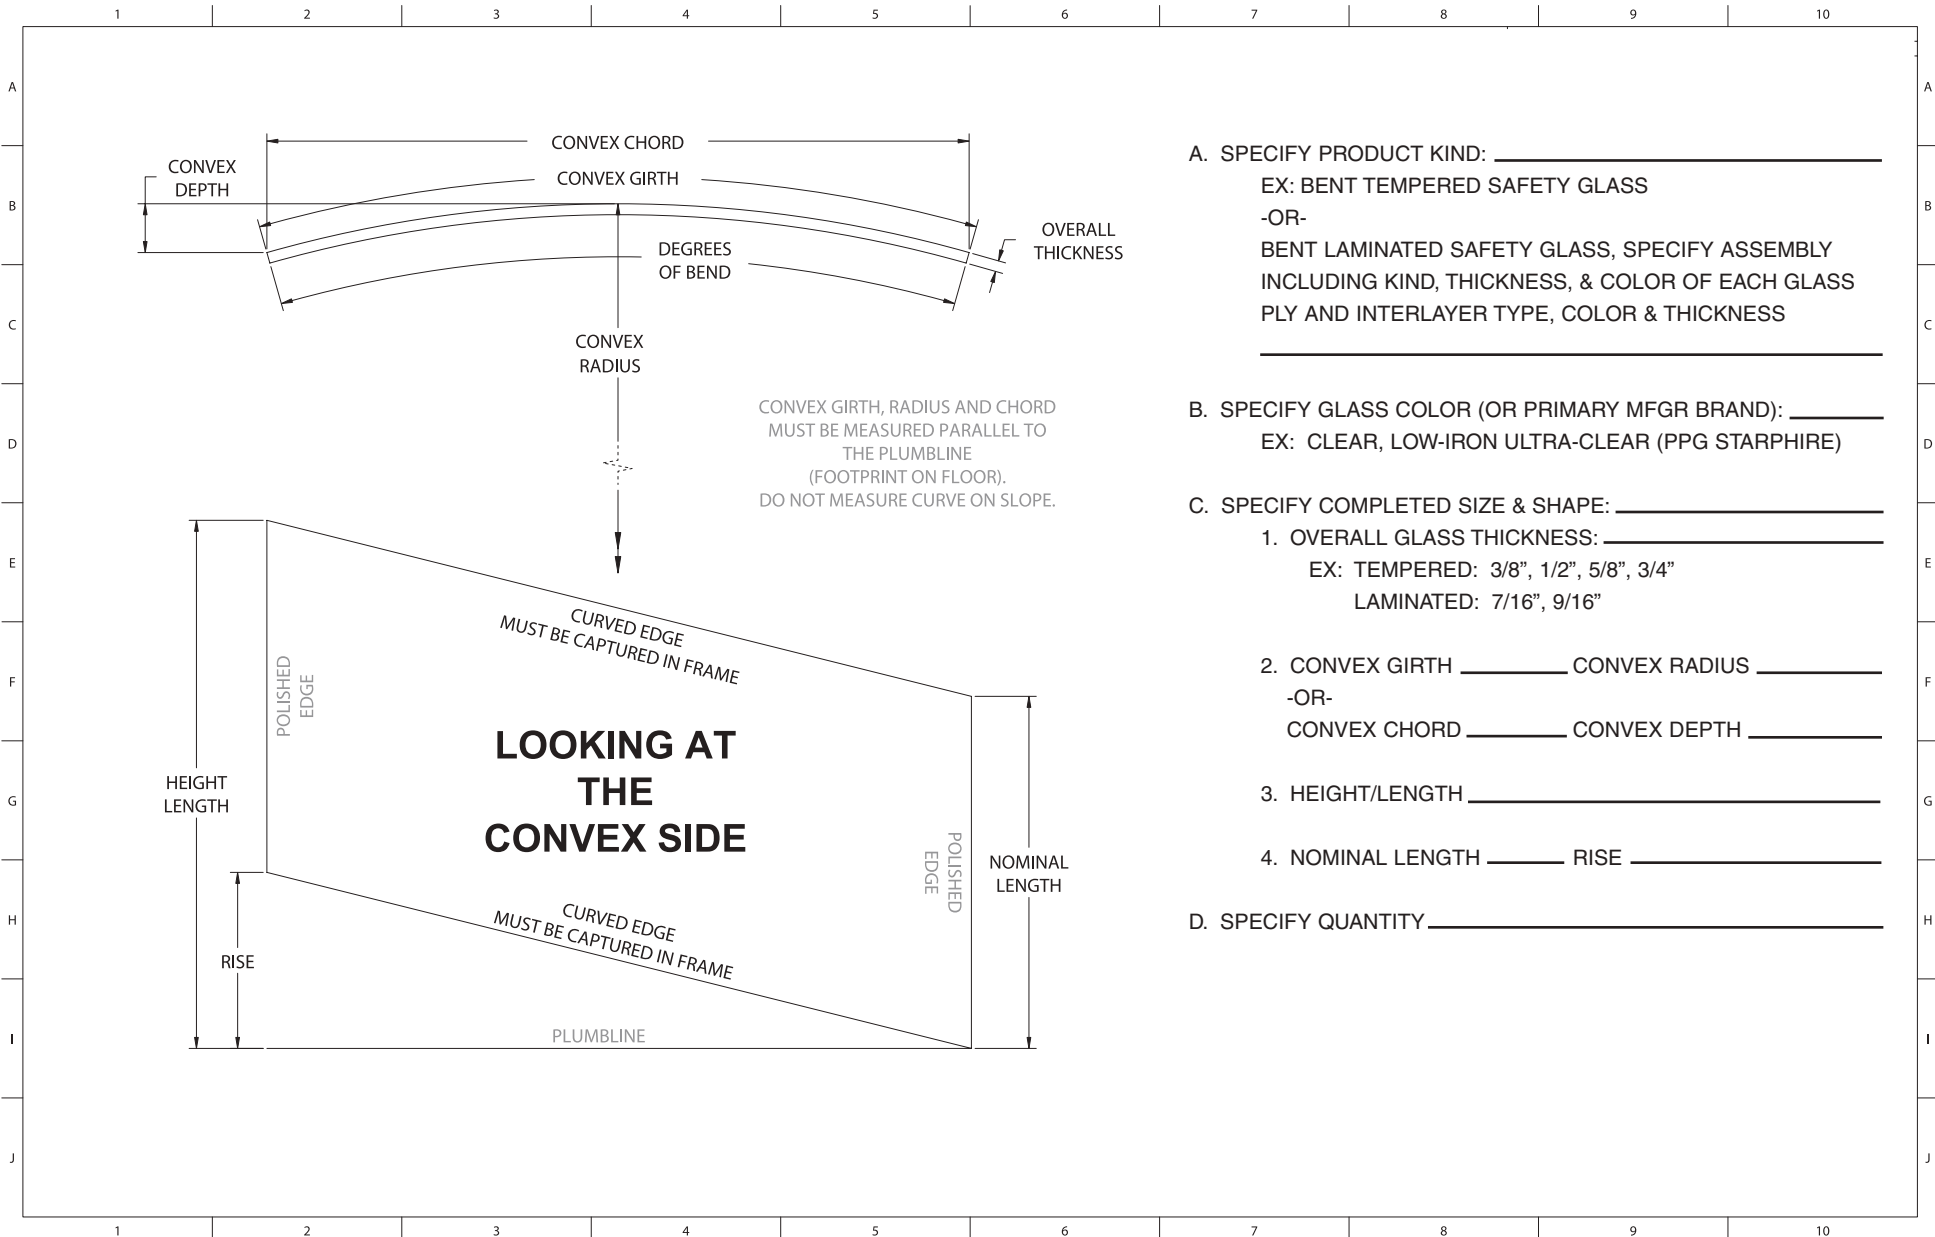 1 2 3 4 5 6 7 8 9 10
A A
B B
C C
D D
E E
F F
G G
H H
I I
J J
CONVEX CHORD
CONVEX
DEPTH
CONVEX GIRTH
OVERALL
THICKNESS
DEGREES
OF BEND
CONVEX
RADIUS
CONVEX GIRTH, RADIUS AND CHORD
MUST BE MEASURED PARALLEL TO
THE PLUMBLINE
(FOOTPRINT ON FLOOR).
DO NOT MEASURE CURVE ON SLOPE.
CURVED EDGE
MUST BE CAPTURED IN FRAME
POLISHED
EDGE
LOOKING AT
THE
CONVEX SIDE
HEIGHT
LENGTH
POLISHED
EDGE
NOMINAL
LENGTH
CURVED EDGE
MUST BE CAPTURED IN FRAME
RISE
PLUMBLINE
A. SPECIFY PRODUCT KIND:
EX: BENT TEMPERED SAFETY GLASS
-OR-
BENT LAMINATED SAFETY GLASS, SPECIFY ASSEMBLY
INCLUDING KIND, THICKNESS, & COLOR OF EACH GLASS
PLY AND INTERLAYER TYPE, COLOR & THICKNESS
B. SPECIFY GLASS COLOR (OR PRIMARY MFGR BRAND):
EX: CLEAR, LOW-IRON ULTRA-CLEAR (PPG STARPHIRE)
C. SPECIFY COMPLETED SIZE & SHAPE:
1. OVERALL GLASS THICKNESS:
EX: TEMPERED: 3/8”, 1/2”, 5/8”, 3/4”
LAMINATED: 7/16”, 9/16”
2. CONVEX GIRTH CONVEX RADIUS
-OR-
CONVEX CHORD CONVEX DEPTH
3. HEIGHT/LENGTH
4. NOMINAL LENGTH RISE
D. SPECIFY QUANTITY
1 2 3 4 5 6 7 8 9 10